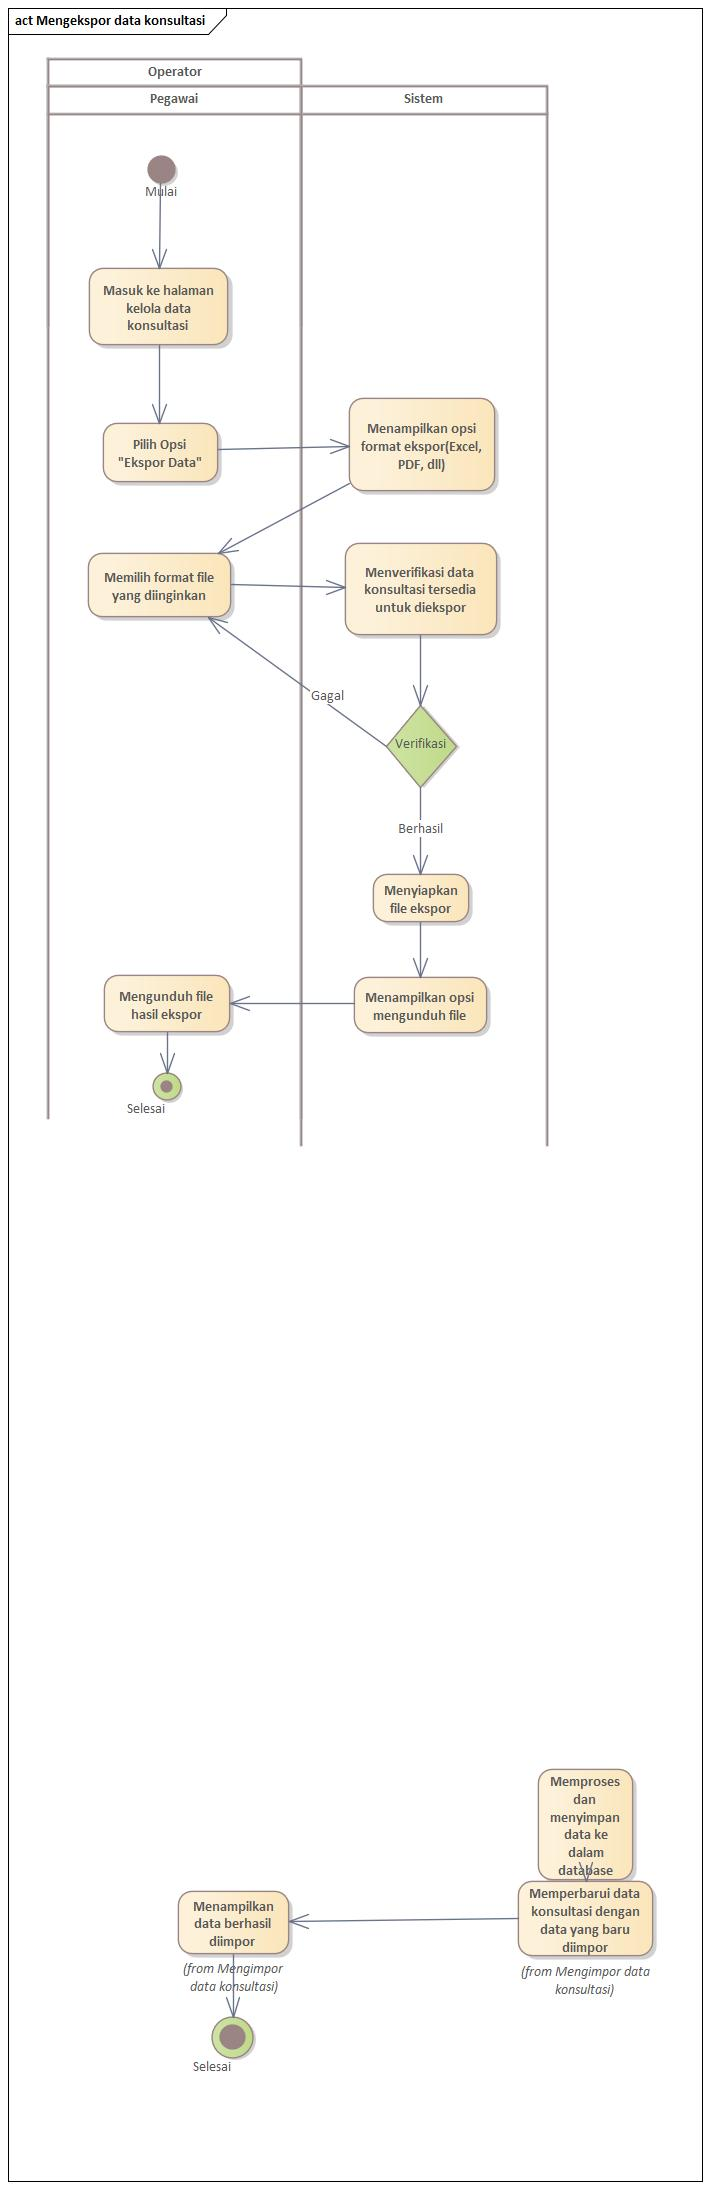 act Mengekspor data konsultasi
Operator
Pegawai
Sistem
Mulai
Masuk ke halaman
kelola data
konsultasi
Pilih Opsi
"Ekspor Data"
Menampilkan opsi
format ekspor(Excel,
PDF, dll)
Memilih format file
yang diinginkan
Menverifikasi data
konsultasi tersedia
untuk diekspor
Gagal
Verifikasi
Berhasil
Menyiapkan
file ekspor
Menampilkan opsi
mengunduh file
Mengunduh file
hasil ekspor
Selesai
Memproses
dan
menyimpan
data ke
dalam
database
Memperbarui data
konsultasi dengan
data yang baru
diimpor
(from Mengimpor data
konsultasi)
Menampilkan
data berhasil
diimpor
(from Mengimpor
data konsultasi)
Selesai